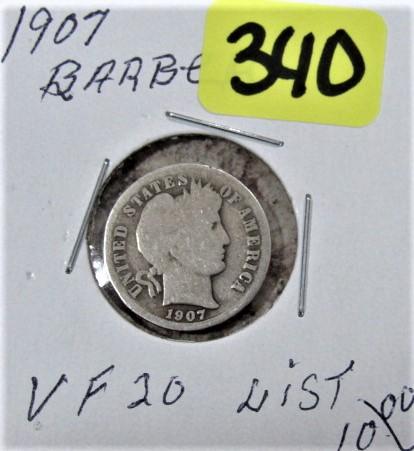 1907
BARBE
340
UNITED STATES OF AMERICA
1907
VF20 LIST
10.00